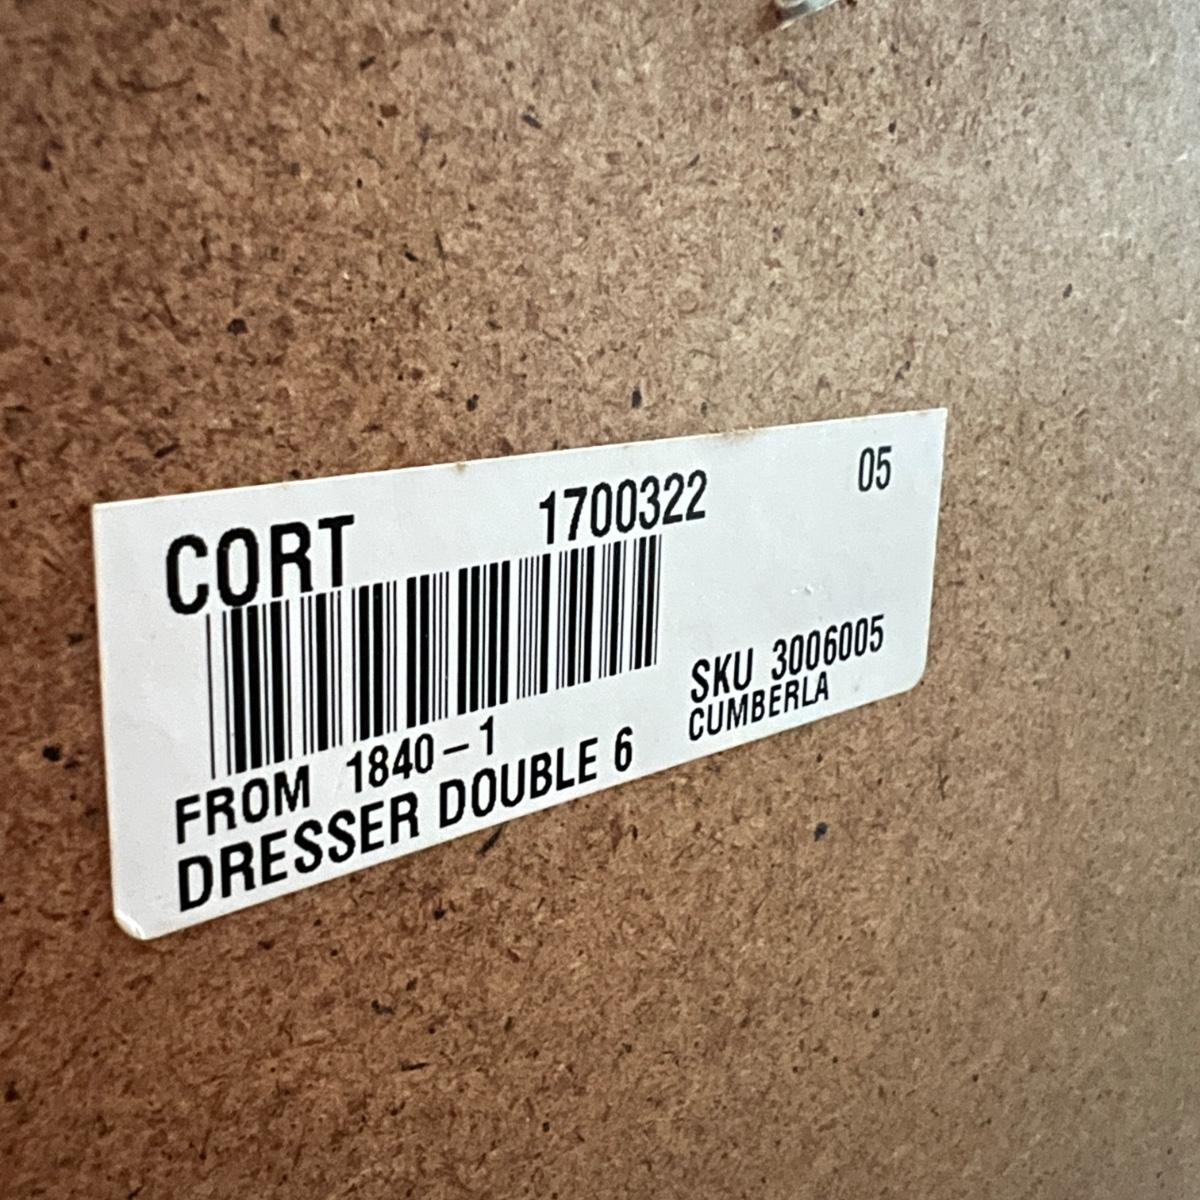 CORT 1700322 05
SKU 3006005
CUMBERLA
FROM 1840-1
DRESSER DOUBLE 6